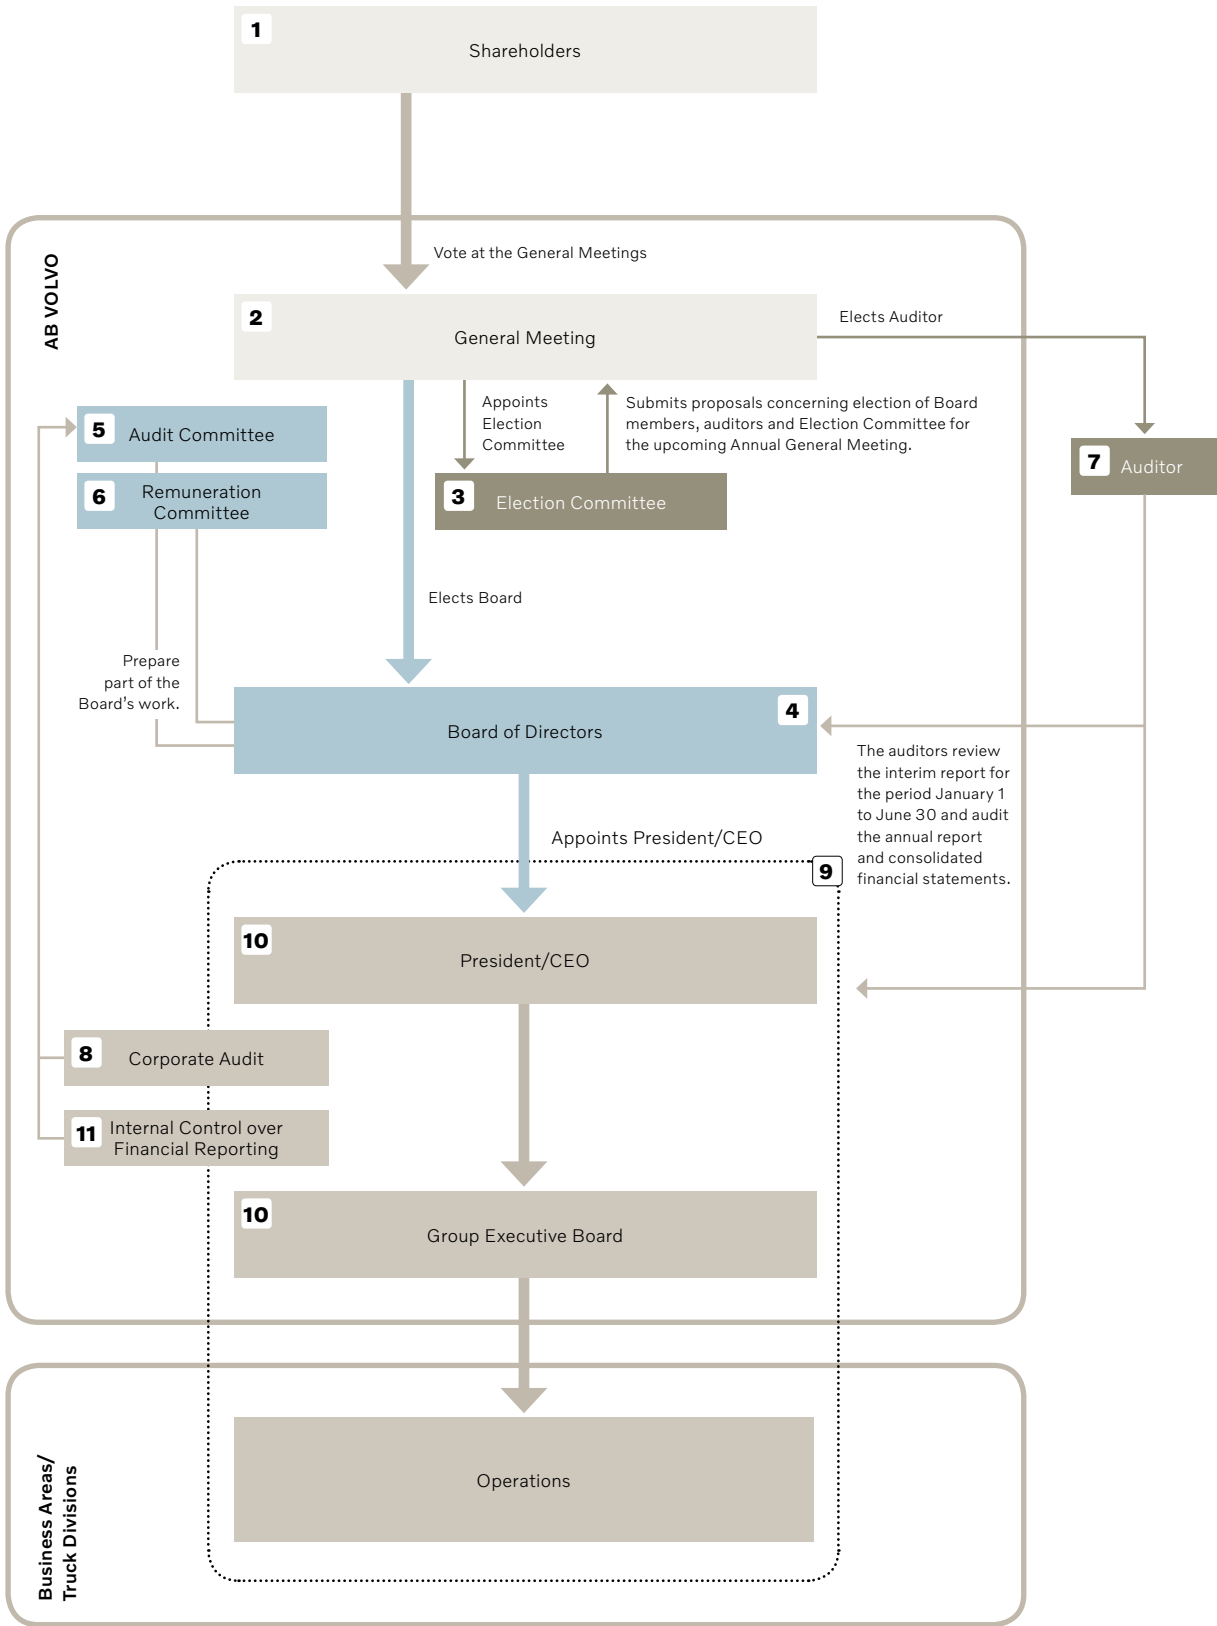 1
Shareholders
AB VOLVO
Vote at the General Meetings
2
General Meeting
Elects Auditor
5
Audit Committee
6
Remuneration
Committee
Appoints
Election
Committee
Submits proposals concerning election of Board
members, auditors and Election Committee for
the upcoming Annual General Meeting.
3
Election Committee
7
Auditor
Elects Board
Prepare
part of the
Board's work.
4
Board of Directors
The auditors review
the interim report for
the period January 1
to June 30 and audit
the annual report
and consolidated
financial statements.
Appoints President/CEO
9
10
President/CEO
8
Corporate Audit
11
Internal Control over
Financial Reporting
10
Group Executive Board
Business Areas/
Truck Divisions
Operations